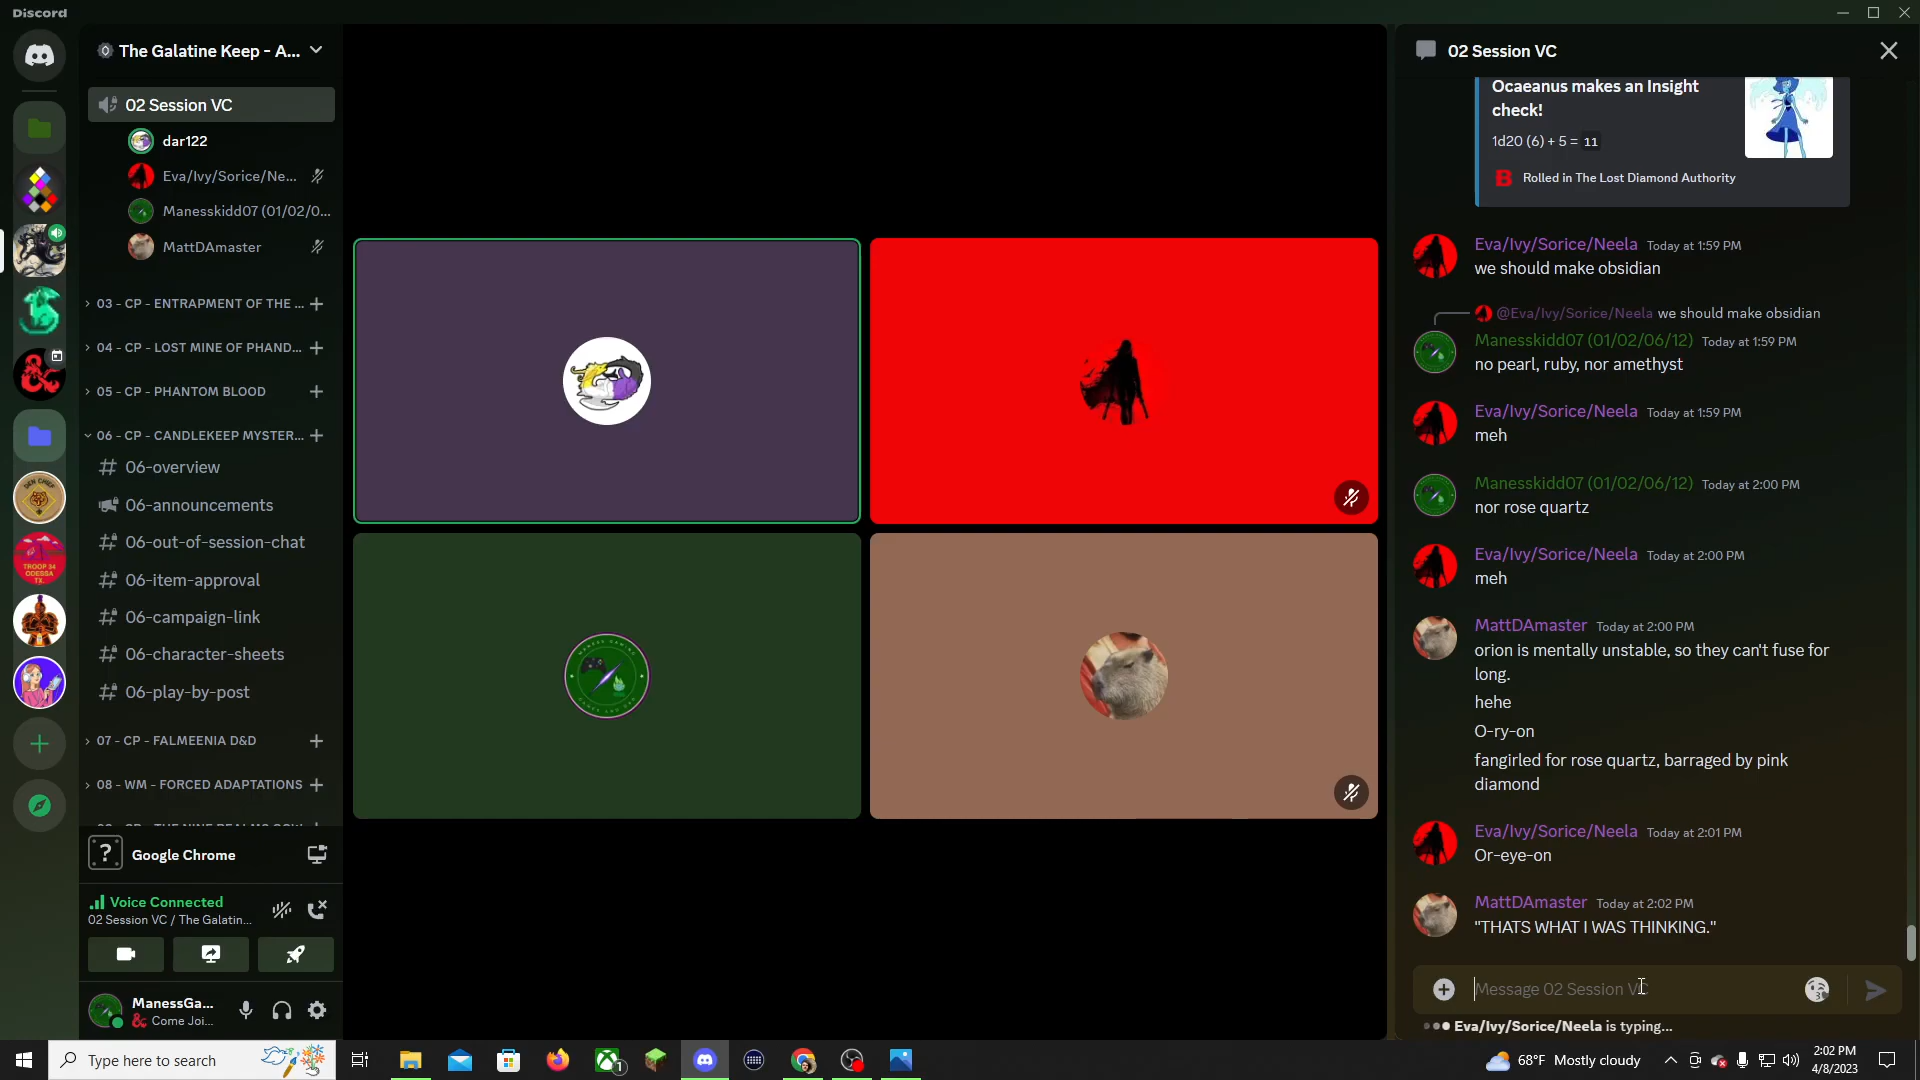 Discord
The Galatine Keep - A...
02 Session VC
dar122
Eva/Ivy/Sorice/Ne...
Manesskidd07 (01/02/0...
MattDAmaster
03 - CP - ENTRAPMENT OF THE ...
04 - CP - LOST MINE OF PHAND...
05 - CP - PHANTOM BLOOD
06 - CP - CANDLEKEEP MYSTER...
06-overview
06-announcements
06-out-of-session-chat
06-item-approval
06-campaign-link
06-character-sheets
06-play-by-post
07 - CP - FALMEENIA D&D
08 - WM - FORCED ADAPTATIONS
Google Chrome
Voice Connected
02 Session VC / The Galatin...
ManessGa...
Come Joi...
DEN CHIEF
TROOP 34
ODESSA
TX.
MANESS GAMING
02 Session VC
Ocaeanus makes an Insight
check!
1d20 (6) + 5 = 11
Rolled in The Lost Diamond Authority
Eva/Ivy/Sorice/Neela Today at 1:59 PM
we should make obsidian
@Eva/Ivy/Sorice/Neela we should make obsidian
Manesskidd07 (01/02/06/12) Today at 1:59 PM
no pearl, ruby, nor amethyst
Eva/Ivy/Sorice/Neela Today at 1:59 PM
meh
Manesskidd07 (01/02/06/12) Today at 2:00 PM
nor rose quartz
Eva/Ivy/Sorice/Neela Today at 2:00 PM
meh
MattDAmaster Today at 2:00 PM
orion is mentally unstable, so they can't fuse for
long.
hehe
O-ry-on
fangirled for rose quartz, barraged by pink
diamond
Eva/Ivy/Sorice/Neela Today at 2:01 PM
Or-eye-on
MattDAmaster Today at 2:02 PM
"THATS WHAT I WAS THINKING."
Message 02 Session VC
Eva/Ivy/Sorice/Neela is typing...
Type here to search
1
68°F Mostly cloudy
2:02 PM
4/8/2023